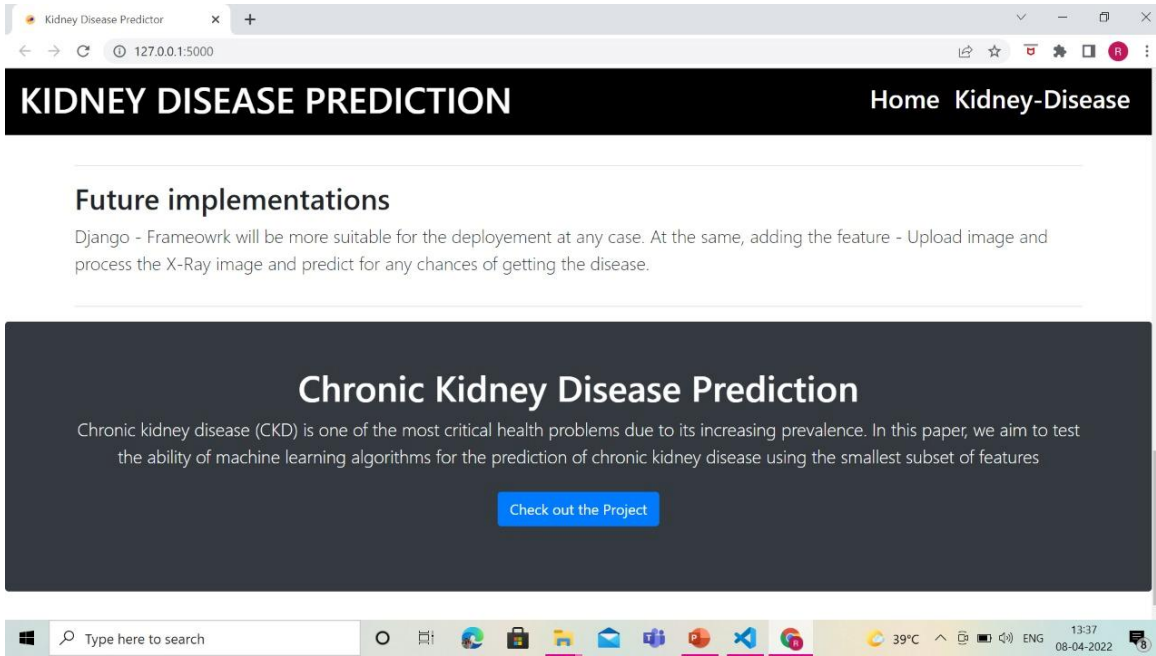 Kidney Disease Predictor
127.0.0.1:5000
R
KIDNEY DISEASE PREDICTION
Home Kidney-Disease
Future implementations
Django - Frameowrk will be more suitable for the deployement at any case. At the same, adding the feature - Upload image and
process the X-Ray image and predict for any chances of getting the disease.
Chronic Kidney Disease Prediction
Chronic kidney disease (CKD) is one of the most critical health problems due to its increasing prevalence. In this paper, we aim to test
the ability of machine learning algorithms for the prediction of chronic kidney disease using the smallest subset of features
Check out the Project
Type here to search
39°C
ENG
13:37
08-04-2022
8